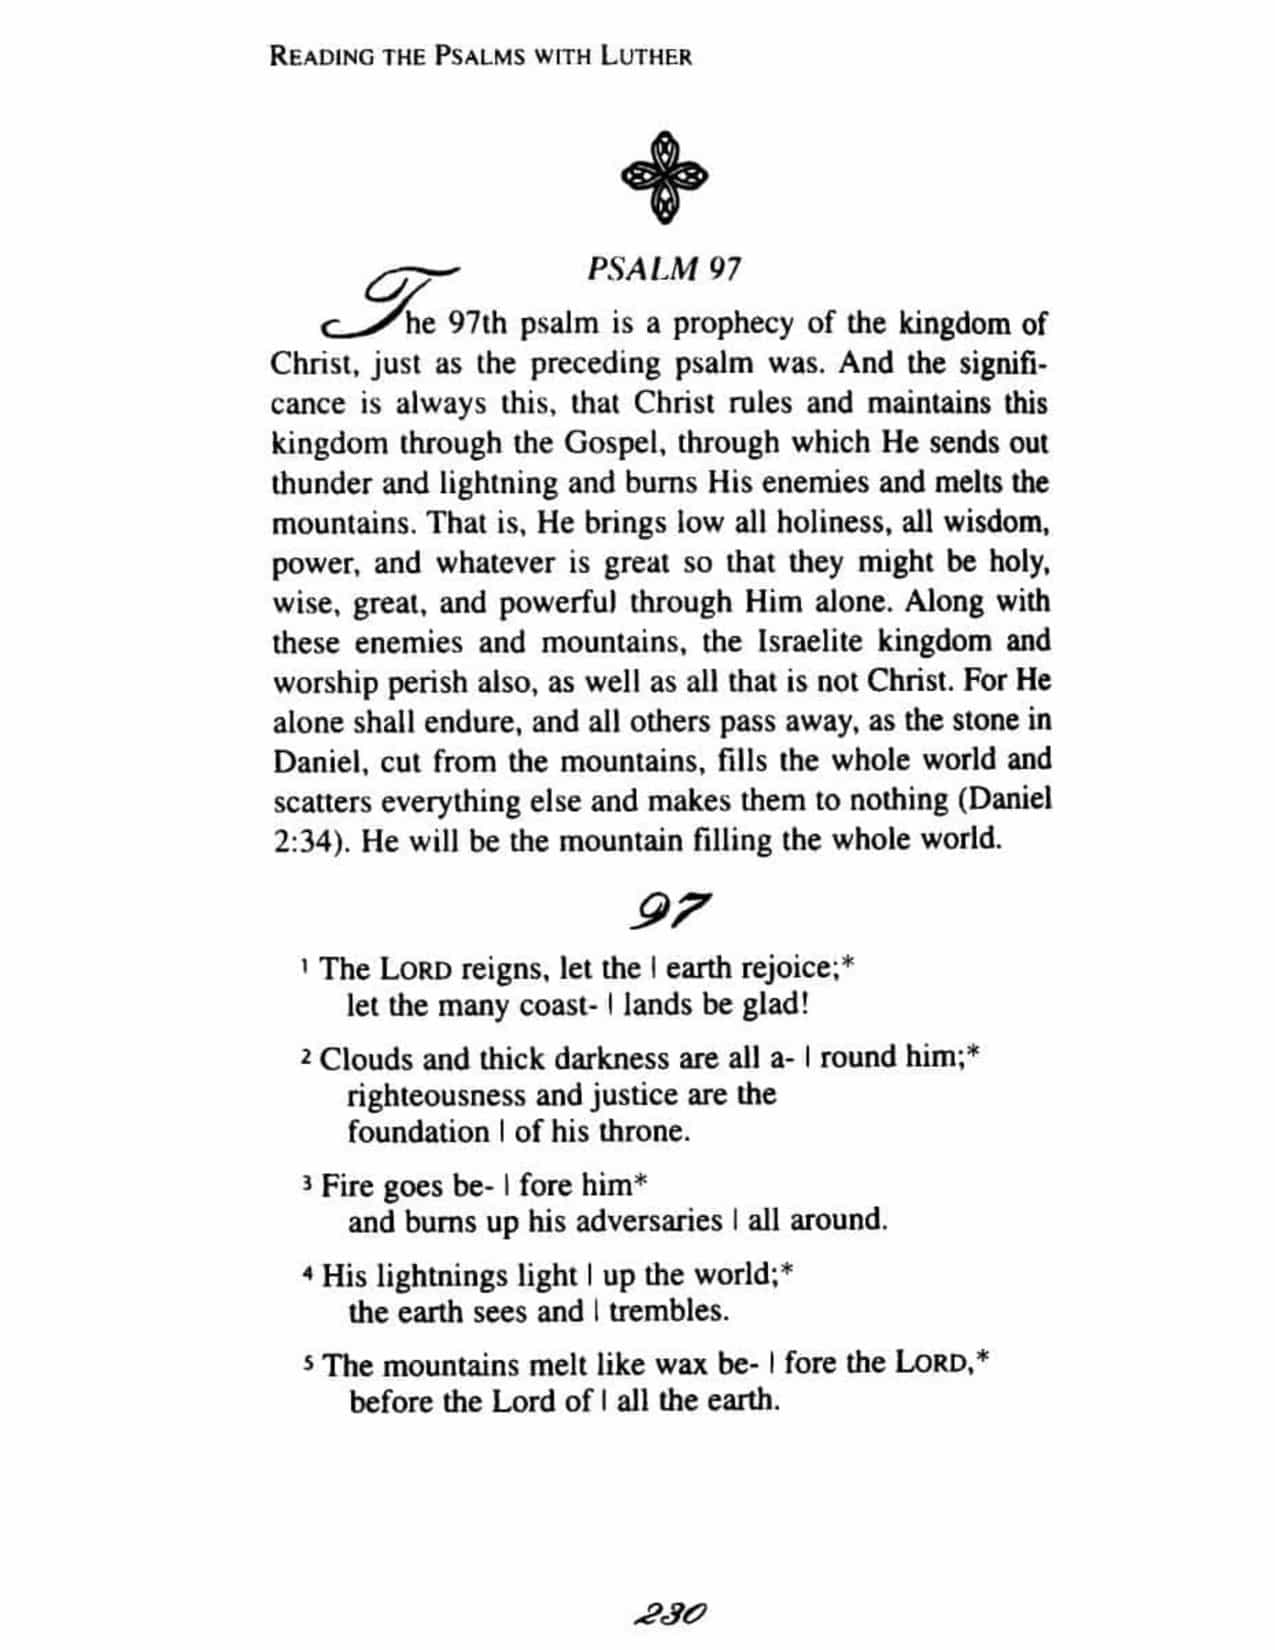 READING THE PSALMS WITH LUTHER
PSALM 97
The 97th psalm is a prophecy of the kingdom of
Christ, just as the preceding psalm was. And the signifi-
cance is always this, that Christ rules and maintains this
kingdom through the Gospel, through which He sends out
thunder and lightning and burns His enemies and melts the
mountains. That is, He brings low all holiness, all wisdom,
power, and whatever is great so that they might be holy,
wise, great, and powerful through Him alone. Along with
these enemies and mountains, the Israelite kingdom and
worship perish also, as well as all that is not Christ. For He
alone shall endure, and all others pass away, as the stone in
Daniel, cut from the mountains, fills the whole world and
scatters everything else and makes them to nothing (Daniel
2:34). He will be the mountain filling the whole world.
97
1 The LORD reigns, let the | earth rejoice;*
let the many coast- | lands be glad!
2 Clouds and thick darkness are all a- | round him;*
righteousness and justice are the
foundation | of his throne.
3 Fire goes be- | fore him*
and burns up his adversaries | all around.
4 His lightnings light | up the world;*
the earth sees and | trembles.
5 The mountains melt like wax be- | fore the LORD,*
before the Lord of | all the earth.
230